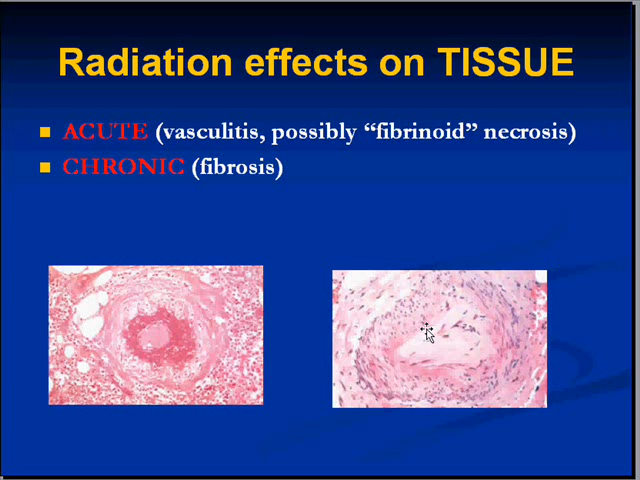 Radiation effects on TISSUE
ACUTE (vasculitis, possibly “fibrinoid” necrosis)
CHRONIC (fibrosis)